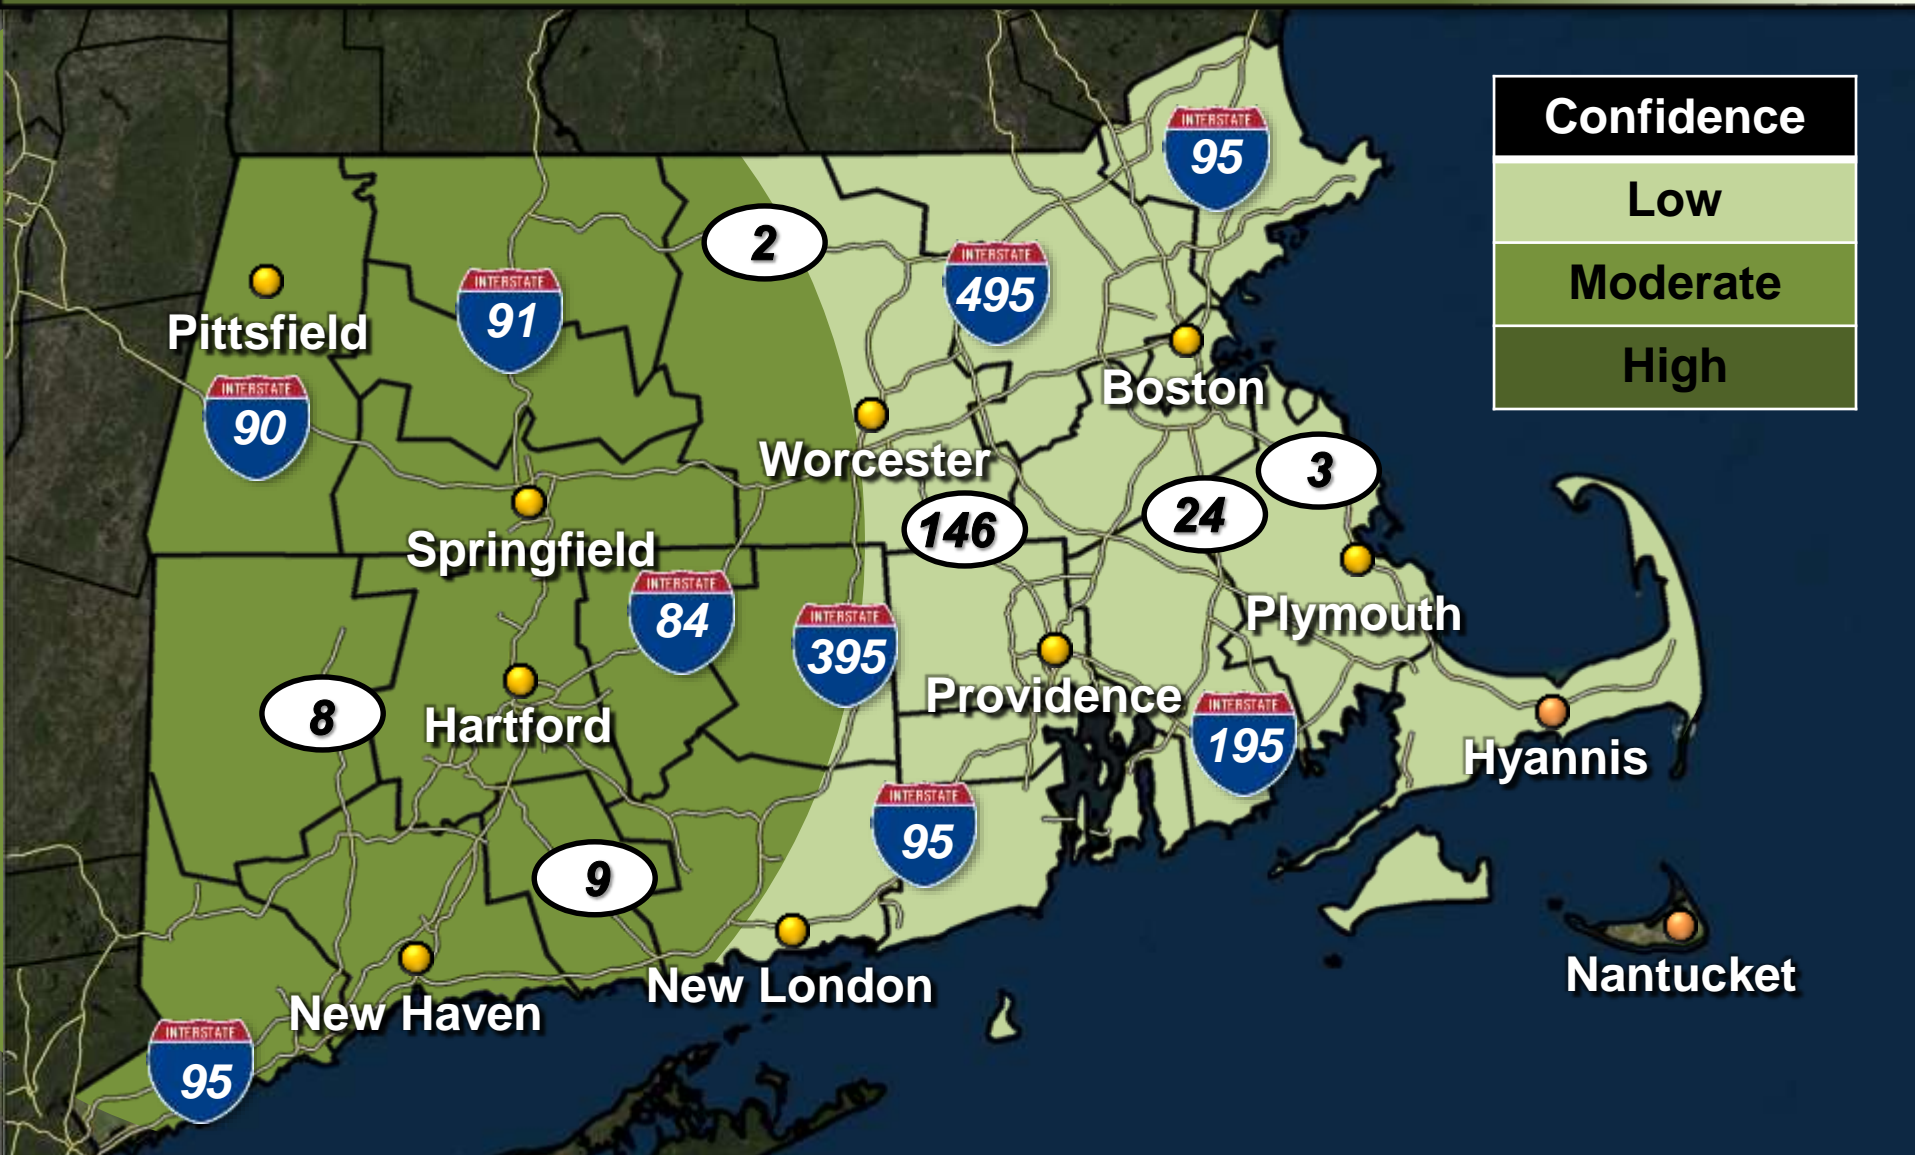 Confidence
Low
Moderate
High
INTERSTATE
95
2
INTERSTATE
495
INTERSTATE
91
Pittsfield
INTERSTATE
90
Boston
Worcester
3
146
24
Springfield
INTERSTATE
84
INTERSTATE
395
Plymouth
8
Hartford
Providence
INTERSTATE
195
Hyannis
INTERSTATE
95
9
Nantucket
New London
New Haven
INTERSTATE
95